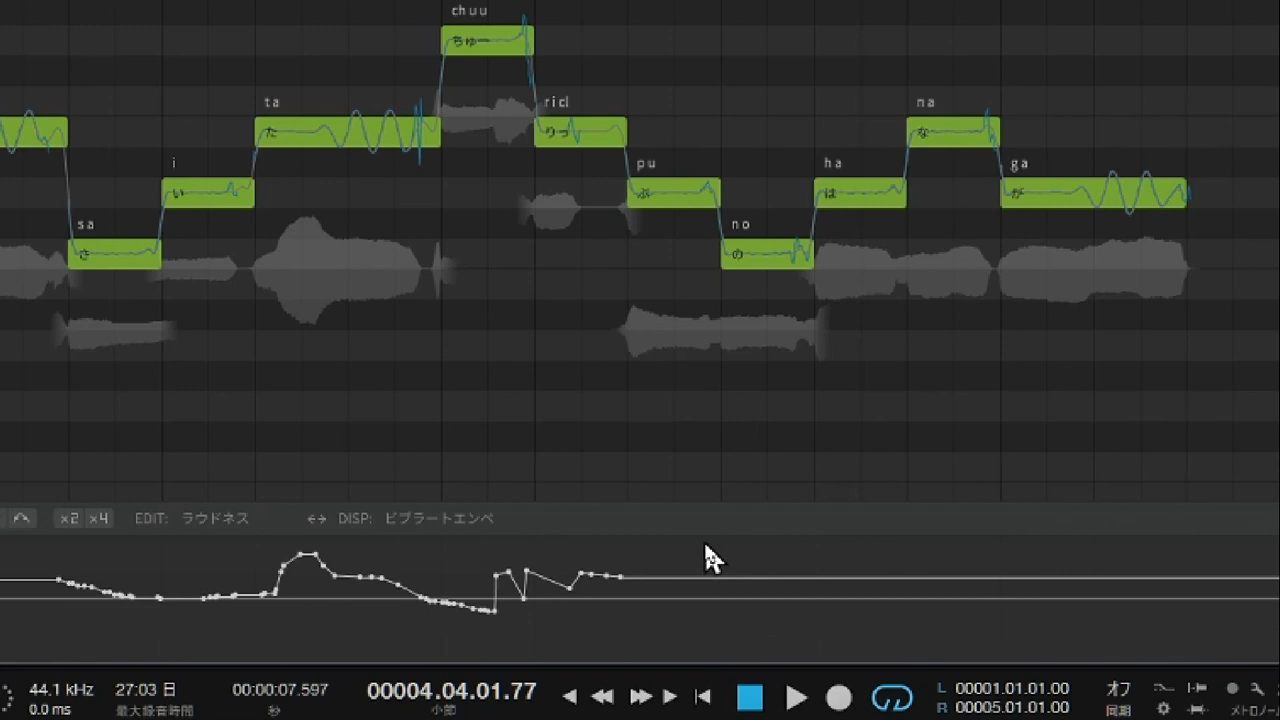 chuu
ちゅー
ta ricl na
た りっ な
i pu ha ga
い ぷ は が
sa no
さ の
x2 x4 EDIT: ラウドネス ↔ DISP: ビブラートエンベ
44.1 kHz 27:03 日 00:00:07.597 00004.04.01.77 L 00001.01.01.00 オフ
0.0 ms 最大録音時間 秒 小節 R 00005.01.01.00 同期 メトロノー